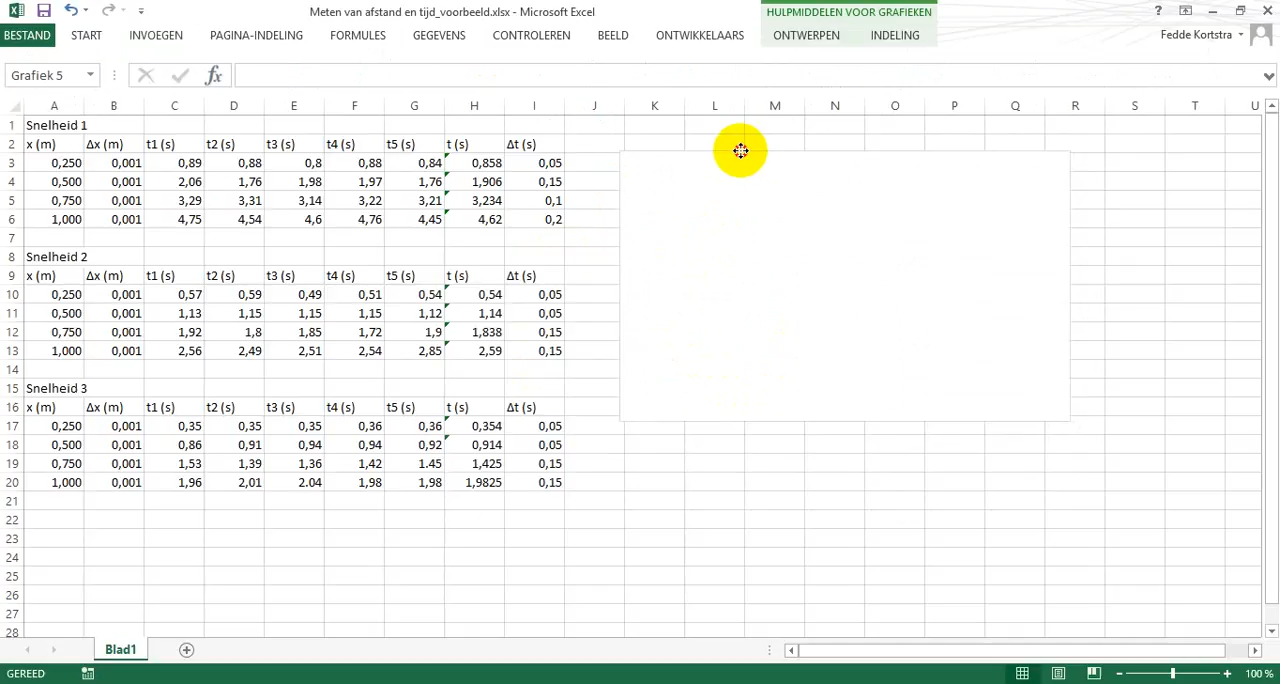 Meten van afstand en tijd_voorbeeld.xlsx - Microsoft Excel
HULPMIDDELEN VOOR GRAFIEKEN
?
BESTAND START INVOEGEN PAGINA-INDELING FORMULES GEGEVENS CONTROLEREN BEELD ONTWIKKELAARS ONTWERPEN INDELING
Fedde Kortstra
Grafiek 5 fx
A B C D E F G H I J K L M N O P Q R S T U
1 Snelheid 1
2 x (m) Δx (m) t1 (s) t2 (s) t3 (s) t4 (s) t5 (s) t (s) Δt (s)
3 0,250 0,001 0,89 0,88 0,8 0,88 0,84 0,858 0,05
4 0,500 0,001 2,06 1,76 1,98 1,97 1,76 1,906 0,15
5 0,750 0,001 3,29 3,31 3,14 3,22 3,21 3,234 0,1
6 1,000 0,001 4,75 4,54 4,6 4,76 4,45 4,62 0,2
7
8 Snelheid 2
9 x (m) Δx (m) t1 (s) t2 (s) t3 (s) t4 (s) t5 (s) t (s) Δt (s)
10 0,250 0,001 0,57 0,59 0,49 0,51 0,54 0,54 0,05
11 0,500 0,001 1,13 1,15 1,15 1,15 1,12 1,14 0,05
12 0,750 0,001 1,92 1,8 1,85 1,72 1,9 1,838 0,15
13 1,000 0,001 2,56 2,49 2,51 2,54 2,85 2,59 0,15
14
15 Snelheid 3
16 x (m) Δx (m) t1 (s) t2 (s) t3 (s) t4 (s) t5 (s) t (s) Δt (s)
17 0,250 0,001 0,35 0,35 0,35 0,36 0,36 0,354 0,05
18 0,500 0,001 0,86 0,91 0,94 0,94 0,92 0,914 0,05
19 0,750 0,001 1,53 1,39 1,36 1,42 1.45 1,425 0,15
20 1,000 0,001 1,96 2,01 2.04 1,98 1,98 1,9825 0,15
21
22
23
24
25
26
27
28
Blad1
GEREED
100 %